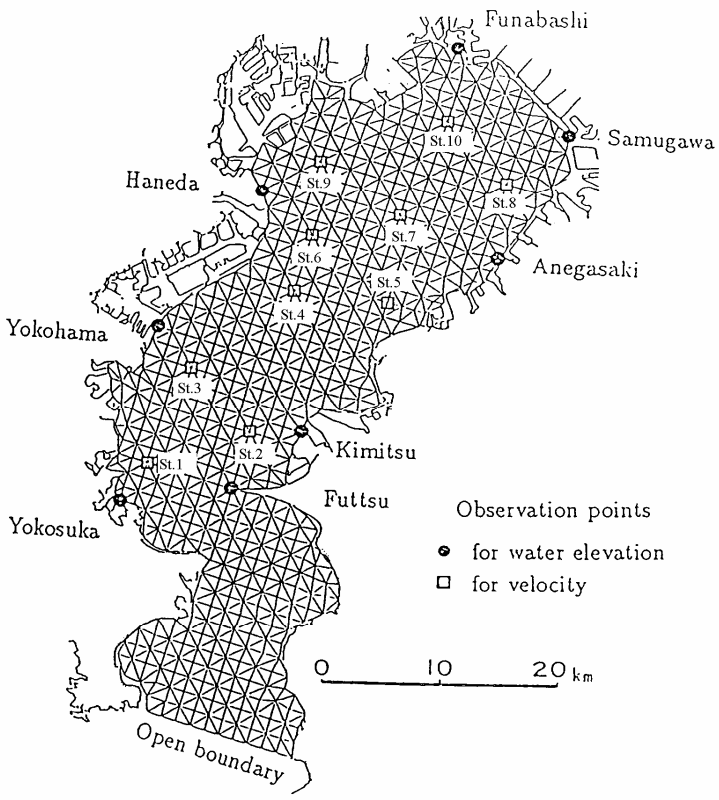 Funabashi
Samugawa
St.10
Haneda
St.9
St.8
St.7
St.6
Anegasaki
St.5
St.4
Yokohama
St.3
Kimitsu
St.2
St.1
Futtsu
Yokosuka
Observation points
for water elevation
for velocity
0 10 20 km
Open boundary